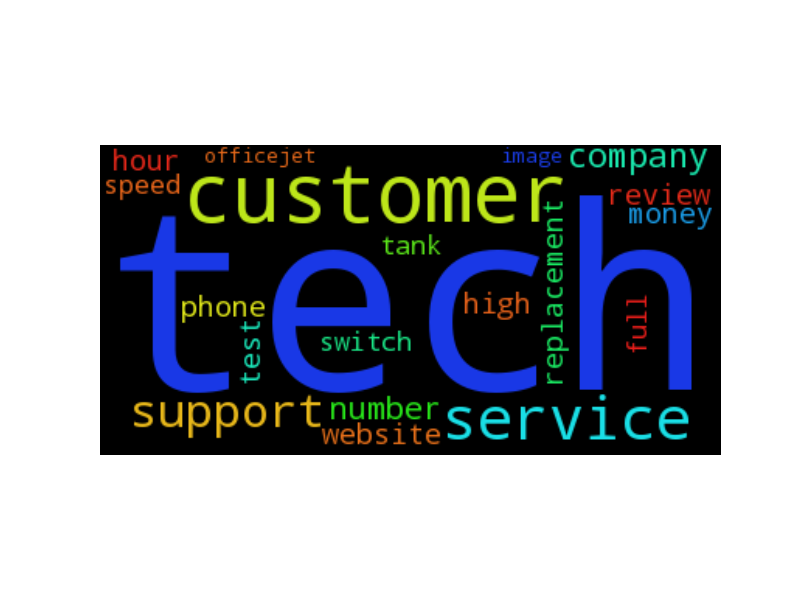 hour
officejet
image
company
speed
customer
review
money
tech
tank
replacement
phone
high
full
test
switch
support
number
service
website